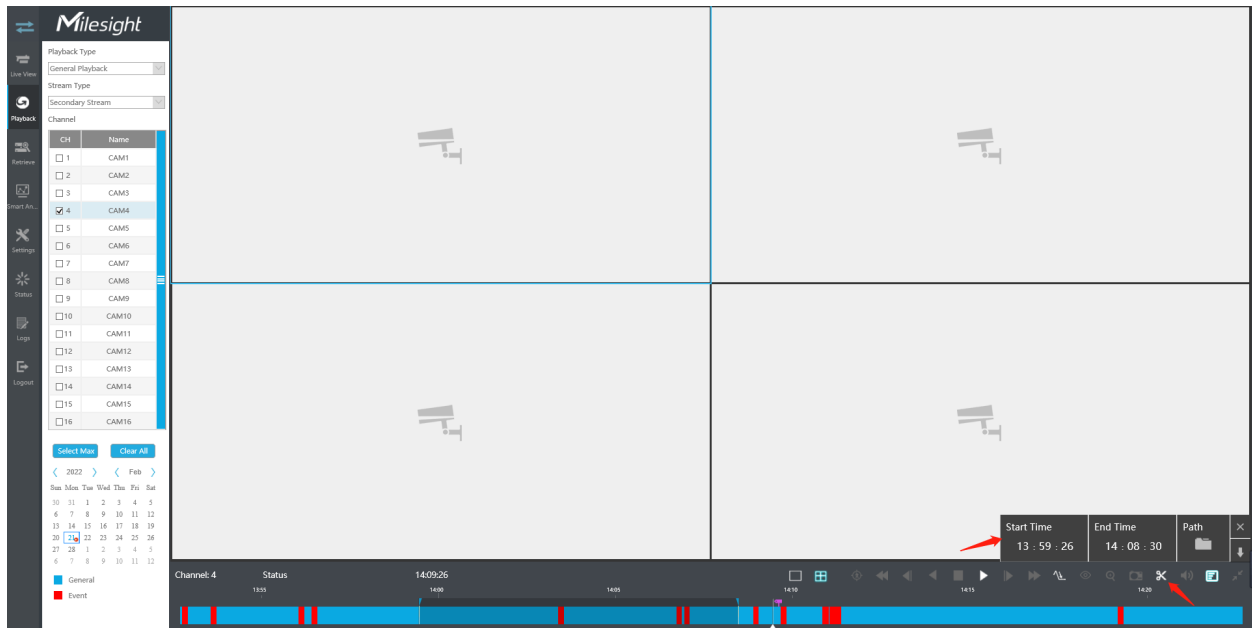 Milesight
Live View
Playback
Retrieve
Smart An...
Settings
Status
Logs
Logout
Playback Type
General Playback
Stream Type
Secondary Stream
Channel
CH Name
1 CAM1
2 CAM2
3 CAM3
4 CAM4
5 CAM5
6 CAM6
7 CAM7
8 CAM8
9 CAM9
10 CAM10
11 CAM11
12 CAM12
13 CAM13
14 CAM14
15 CAM15
16 CAM16
Select Max Clear All
2022 Feb
Sun Mon Tue Wed Thu Fri Sat
30 31 1 2 3 4 5
6 7 8 9 10 11 12
13 14 15 16 17 18 19
20 21 22 23 24 25 26
27 28 1 2 3 4 5
6 7 8 9 10 11 12
General
Event
Start Time End Time Path
13 : 59 : 26 14 : 08 : 30
Channel: 4 Status 14:09:26
13:55 14:00 14:05 14:10 14:15 14:20